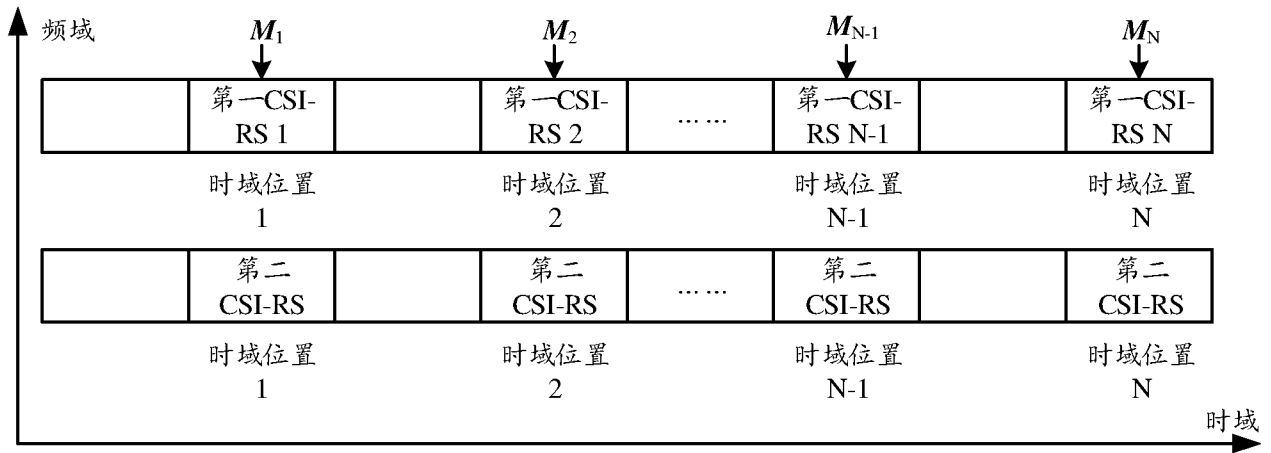 频域
M1 M2 MN-1 MN
第一CSI- 第一CSI- 第一CSI- 第一CSI-
RS 1 RS 2 …… RS N-1 RS N
时域位置 时域位置 时域位置 时域位置
1 2 N-1 N
第二 第二 第二 第二
CSI-RS CSI-RS …… CSI-RS CSI-RS
时域位置 时域位置 时域位置 时域位置
1 2 N-1 N
时域